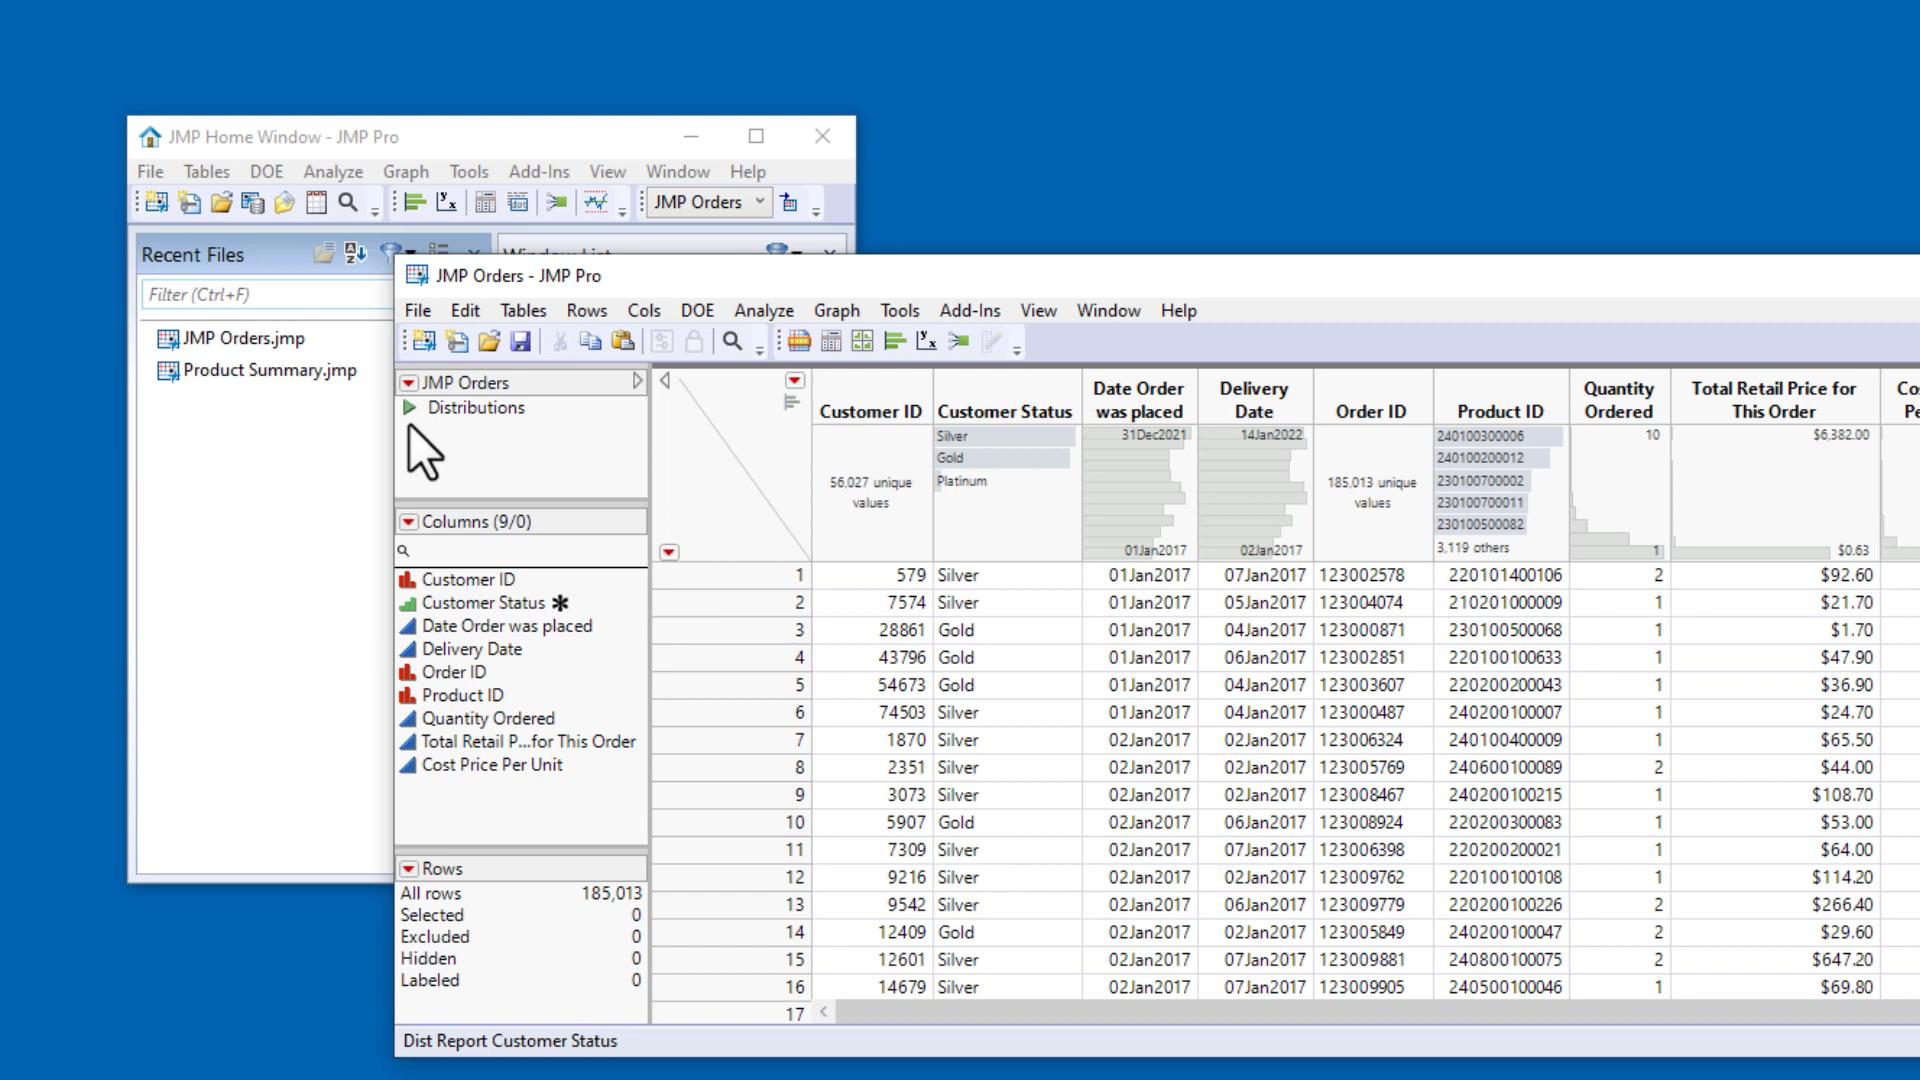 JMP Home Window - JMP Pro
File Tables DOE Analyze Graph Tools Add-Ins View Window Help
JMP Orders
Recent Files
Window List
Filter (Ctrl+F)
JMP Orders.jmp
Product Summary.jmp
JMP Orders - JMP Pro
File Edit Tables Rows Cols DOE Analyze Graph Tools Add-Ins View Window Help
JMP Orders
Distributions
Columns (9/0)
Customer ID
Customer Status
Date Order was placed
Delivery Date
Order ID
Product ID
Quantity Ordered
Total Retail P...for This Order
Cost Price Per Unit
Rows
All rows 185,013
Selected 0
Excluded 0
Hidden 0
Labeled 0
Customer ID
Customer Status
Date Order
was placed
Delivery
Date
Order ID
Product ID
Quantity
Ordered
Total Retail Price for
This Order
56,027 unique
values
Silver
Gold
Platinum
31Dec2021
01Jan2017
14Jan2022
02Jan2017
185,013 unique
values
240100300006
240100200012
230100700002
230100700011
230100500082
3,119 others
10
1
$6,382.00
$0.63
1 579 Silver 01Jan2017 07Jan2017 123002578 220101400106 2 $92.60
2 7574 Silver 01Jan2017 05Jan2017 123004074 210201000009 1 $21.70
3 28861 Gold 01Jan2017 04Jan2017 123000871 230100500068 1 $1.70
4 43796 Gold 01Jan2017 06Jan2017 123002851 220100100633 1 $47.90
5 54673 Gold 01Jan2017 04Jan2017 123003607 220200200043 1 $36.90
6 74503 Silver 01Jan2017 04Jan2017 123000487 240200100007 1 $24.70
7 1870 Silver 02Jan2017 02Jan2017 123006324 240100400009 1 $65.50
8 2351 Silver 02Jan2017 02Jan2017 123005769 240600100089 2 $44.00
9 3073 Silver 02Jan2017 02Jan2017 123008467 240200100215 1 $108.70
10 5907 Gold 02Jan2017 06Jan2017 123008924 220200300083 1 $53.00
11 7309 Silver 02Jan2017 07Jan2017 123006398 220200200021 1 $64.00
12 9216 Silver 02Jan2017 02Jan2017 123009762 220100100108 1 $114.20
13 9542 Silver 02Jan2017 06Jan2017 123009779 220200100226 2 $266.40
14 12409 Gold 02Jan2017 02Jan2017 123005849 240200100047 2 $29.60
15 12601 Silver 02Jan2017 07Jan2017 123009881 240800100075 2 $647.20
16 14679 Silver 02Jan2017 07Jan2017 123009905 240500100046 1 $69.80
17
Dist Report Customer Status